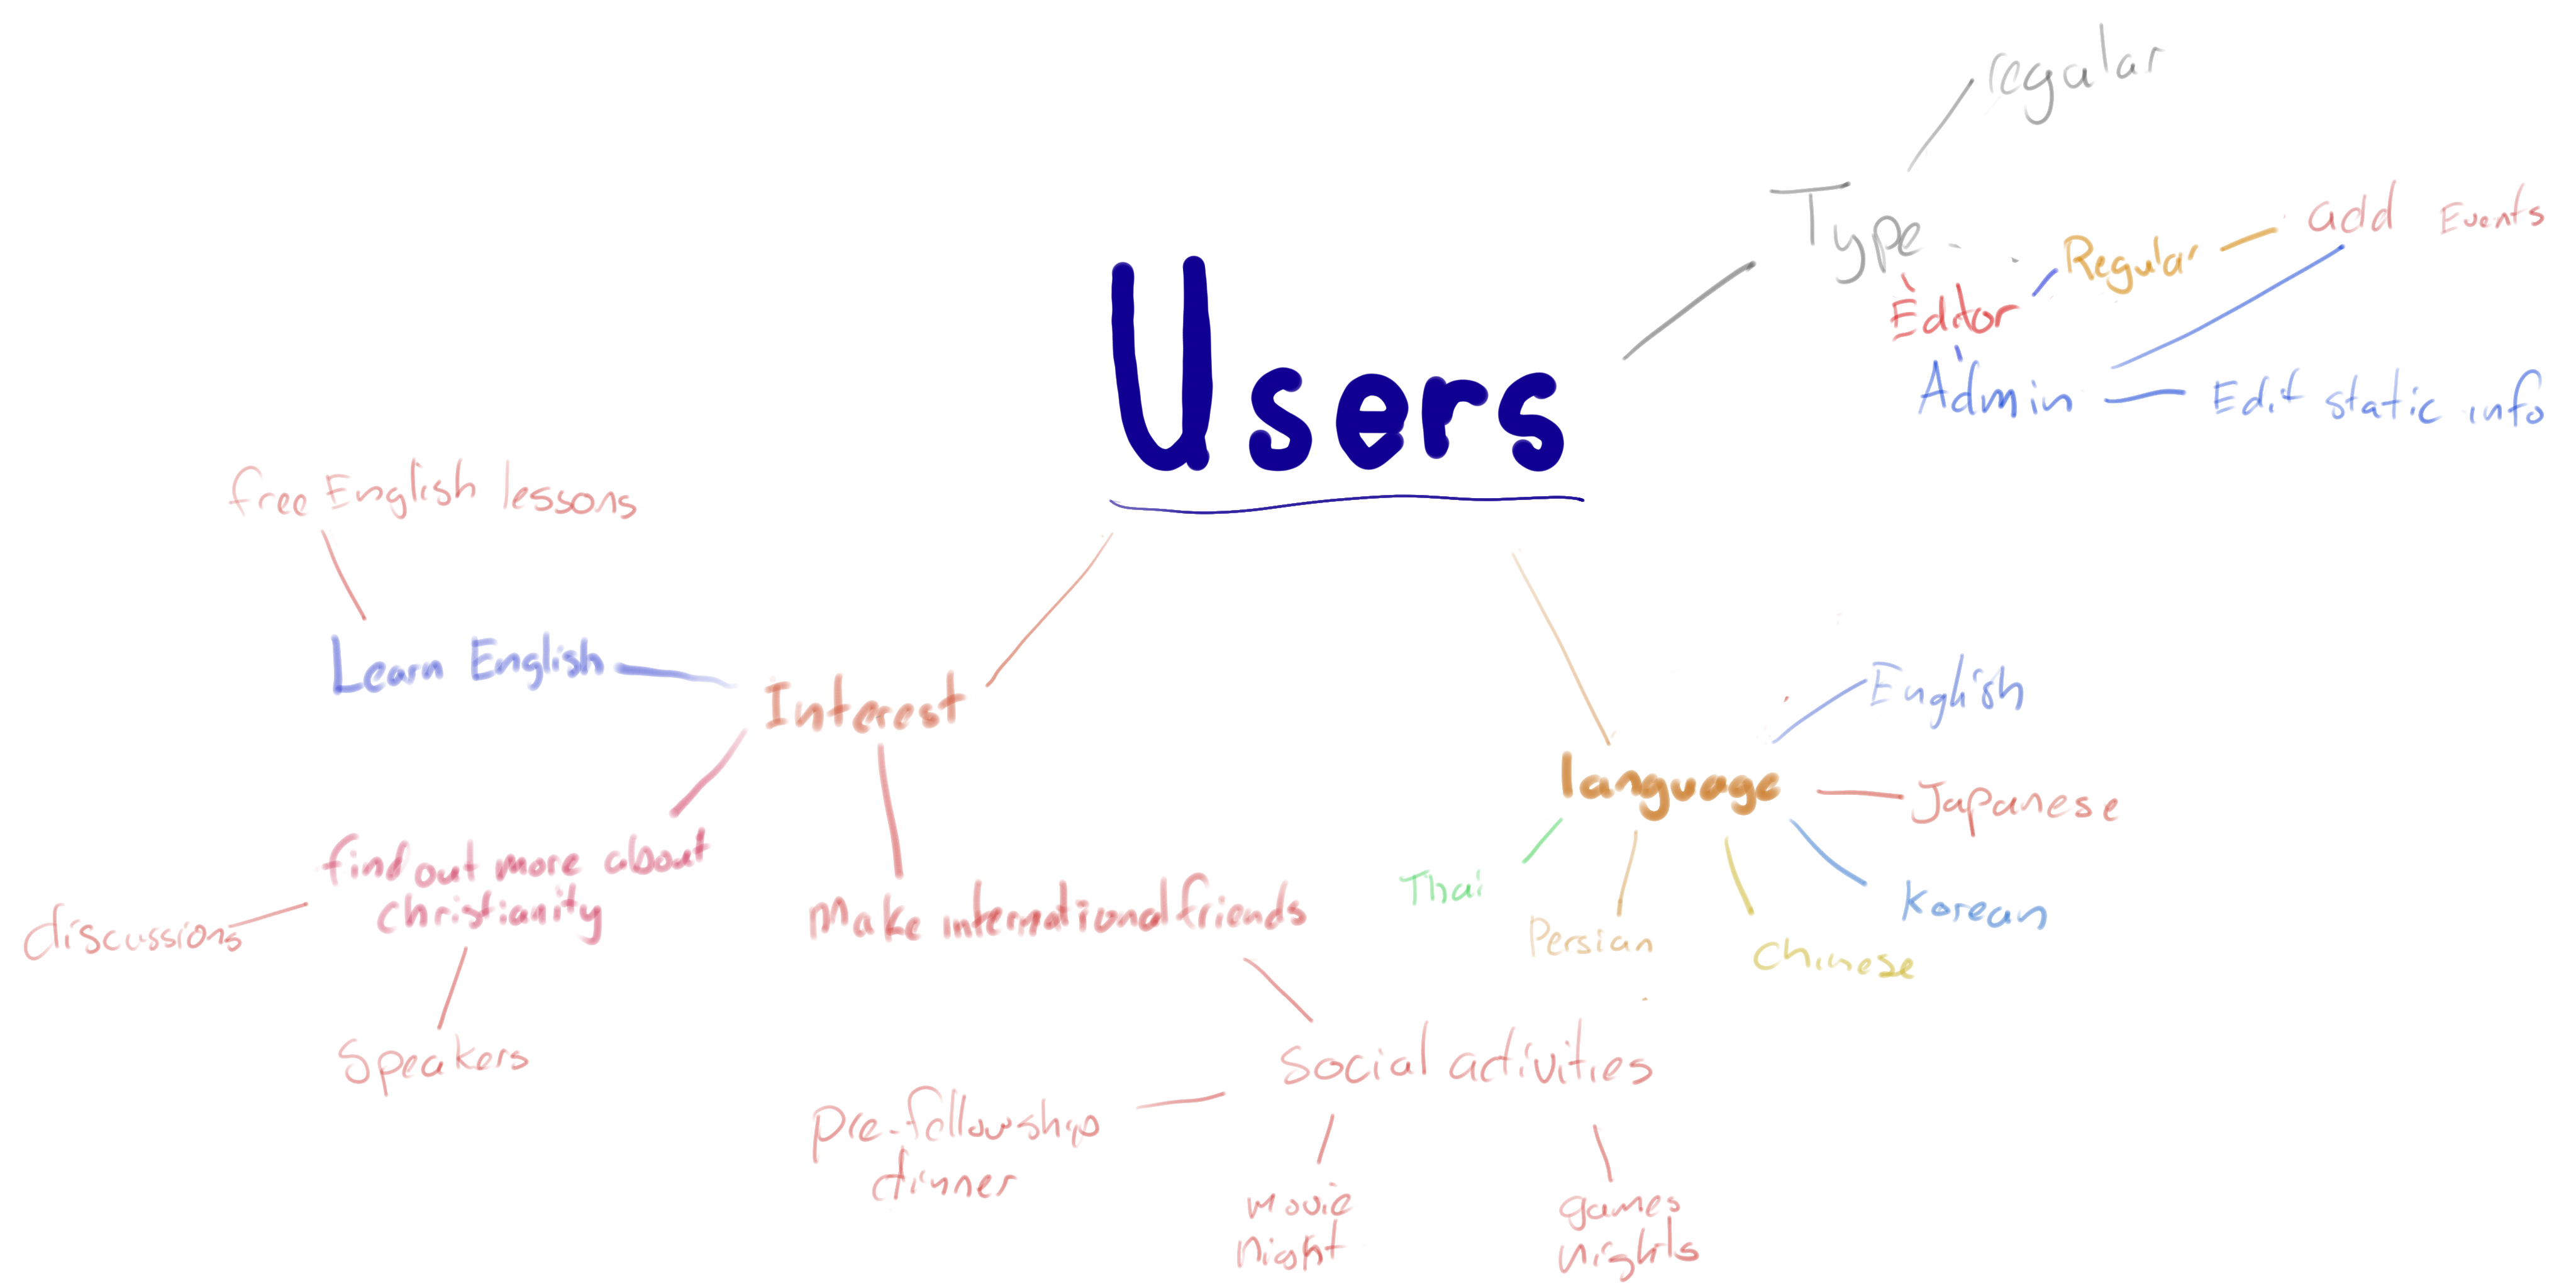 regular
Type
add Events
Regular
Editor
Admin
Edit static info
Users
free English lessons
Learn English
Interest
English
language
Japanese
find out more about
christianity
Make international friends
Thai
Korean
discussions
Persian
Chinese
Speakers
Social activities
pre-fellowship
dinner
movie
night
games
nights